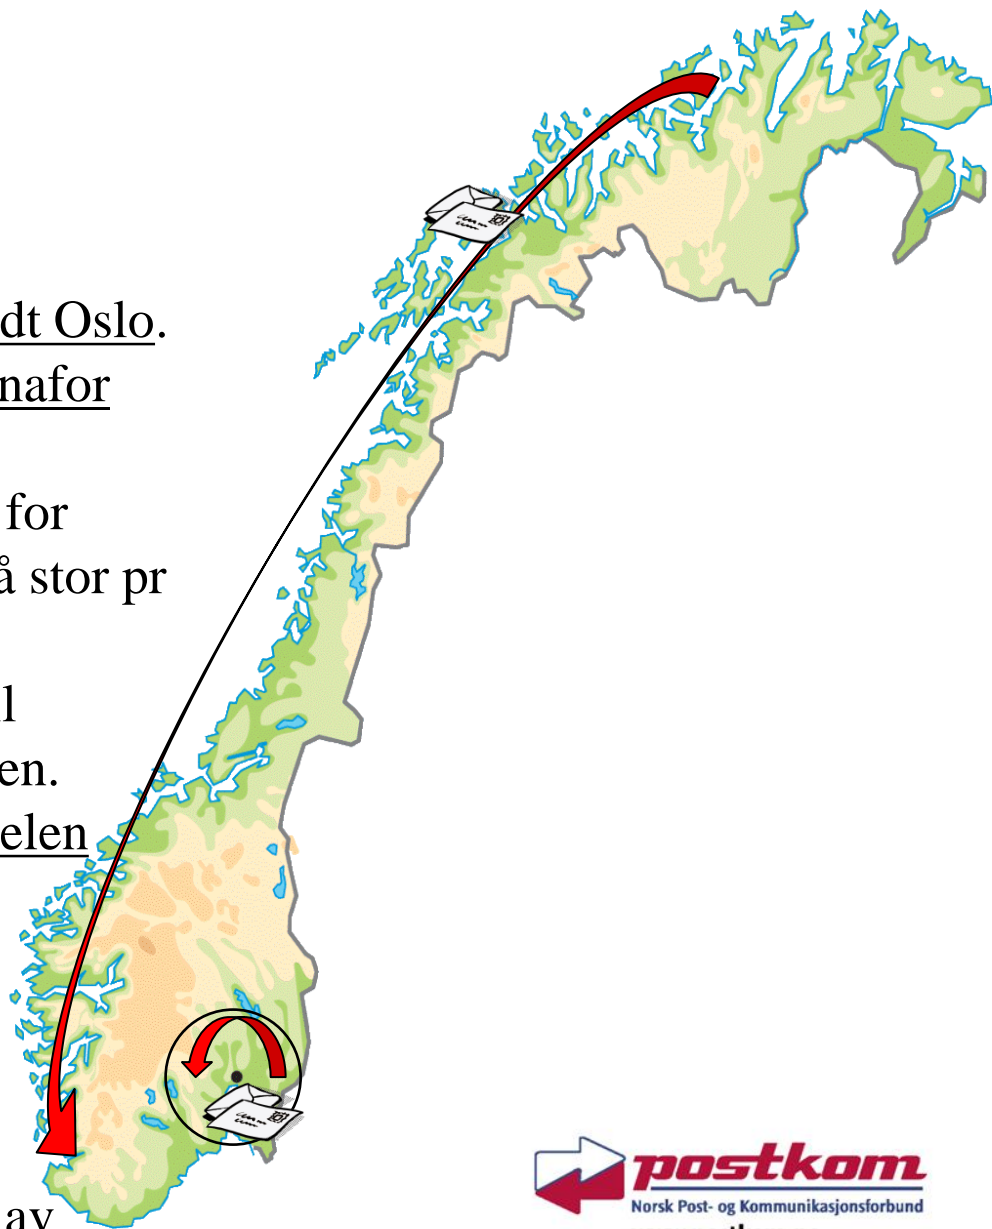 dt Oslo.
nafor
for
å stor pr
en.
elen
av
postkom
Norsk Post- og Kommunikasjonsforbund